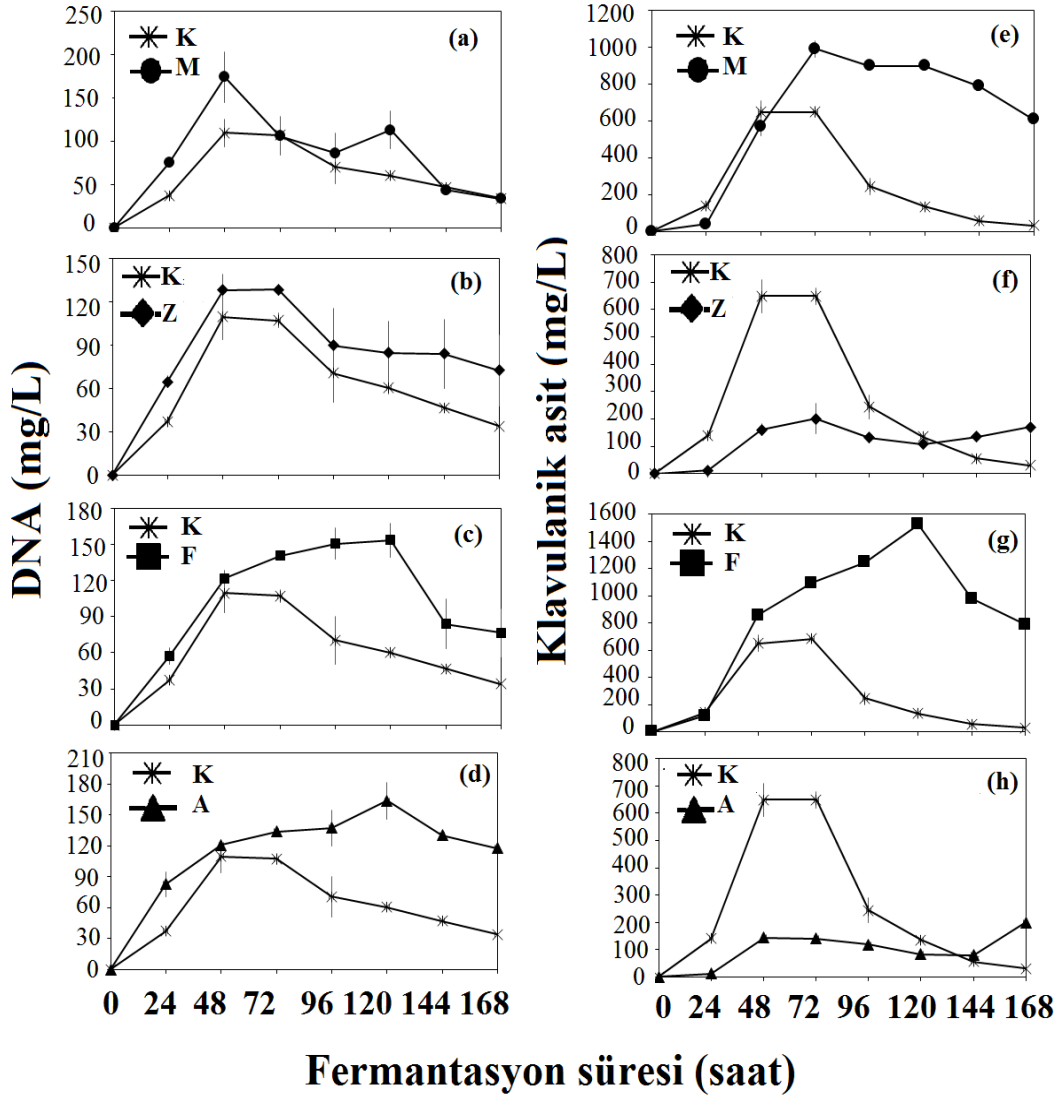 DNA (mg/L)
250
200
150
100
50
0
K
M
(a)
150
120
90
60
30
0
K
Z
(b)
180
150
120
90
60
30
0
K
F
(c)
210
180
150
120
90
60
30
0
K
A
(d)
0 24 48 72 96 120 144 168
Klavulanik asit (mg/L)
1200
1000
800
600
400
200
0
K
M
(e)
800
700
600
500
400
300
200
100
0
K
Z
(f)
1600
1400
1200
1000
800
600
400
200
0
K
F
(g)
800
700
600
500
400
300
200
100
0
K
A
(h)
0 24 48 72 96 120 144 168
Fermantasyon süresi (saat)